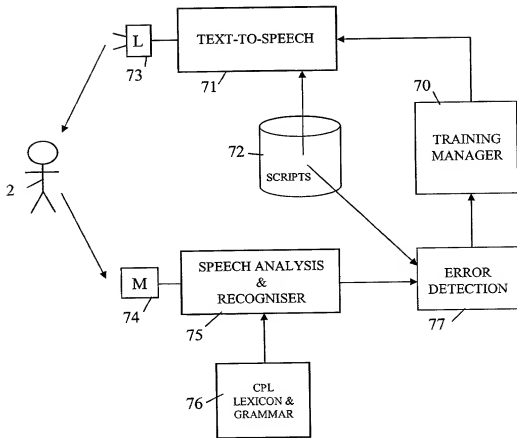 L
TEXT-TO-SPEECH
73
71
70
TRAINING
MANAGER
72
SCRIPTS
2
M
SPEECH ANALYSIS
&
RECOGNISER
ERROR
DETECTION
74
75
77
76
CPL
LEXICON &
GRAMMAR